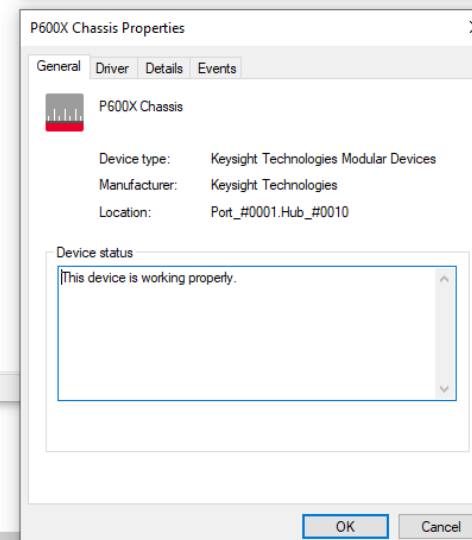 P600X Chassis Properties
General Driver Details Events
P600X Chassis
Device type: Keysight Technologies Modular Devices
Manufacturer: Keysight Technologies
Location: Port_#0001.Hub_#0010
Device status
This device is working properly.
OK Cancel